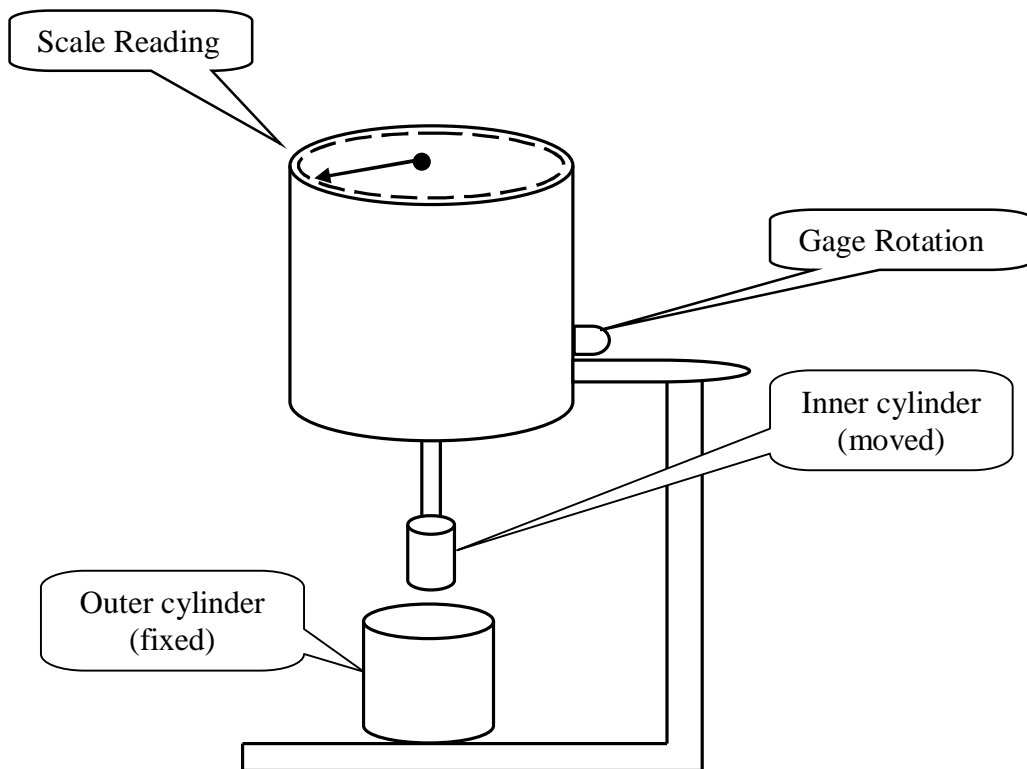 Scale Reading
Gage Rotation
Inner cylinder
(moved)
Outer cylinder
(fixed)